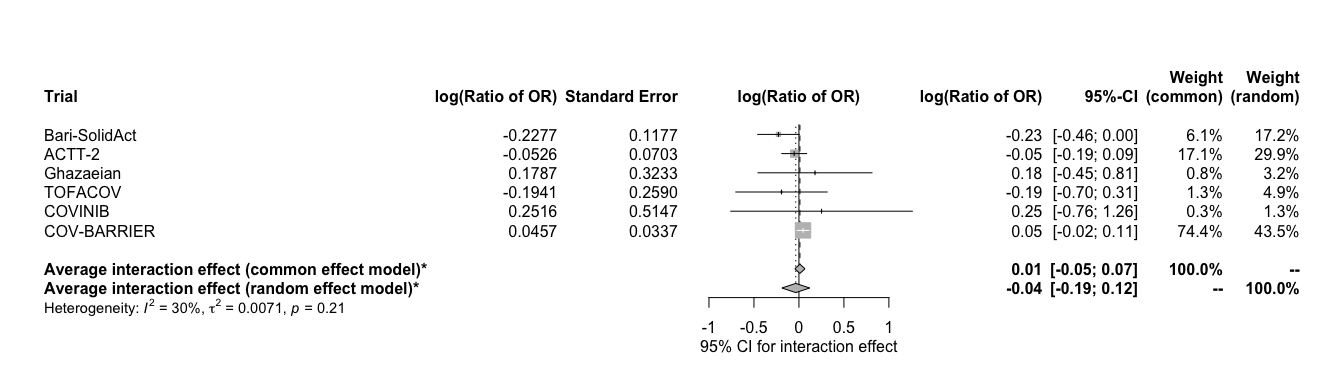 Weight Weight
Trial log(Ratio of OR) Standard Error log(Ratio of OR) log(Ratio of OR) 95%-CI (common) (random)
Bari-SolidAct -0.2277 0.1177 -0.23 [-0.46; 0.00] 6.1% 17.2%
ACTT-2 -0.0526 0.0703 -0.05 [-0.19; 0.09] 17.1% 29.9%
Ghazaeian 0.1787 0.3233 0.18 [-0.45; 0.81] 0.8% 3.2%
TOFACOV -0.1941 0.2590 -0.19 [-0.70; 0.31] 1.3% 4.9%
COVINIB 0.2516 0.5147 0.25 [-0.76; 1.26] 0.3% 1.3%
COV-BARRIER 0.0457 0.0337 0.05 [-0.02; 0.11] 74.4% 43.5%
Average interaction effect (common effect model)* 0.01 [-0.05; 0.07] 100.0% --
Average interaction effect (random effect model)* -0.04 [-0.19; 0.12] -- 100.0%
Heterogeneity: I² = 30%, τ² = 0.0071, p = 0.21
-1 -0.5 0 0.5 1
95% CI for interaction effect